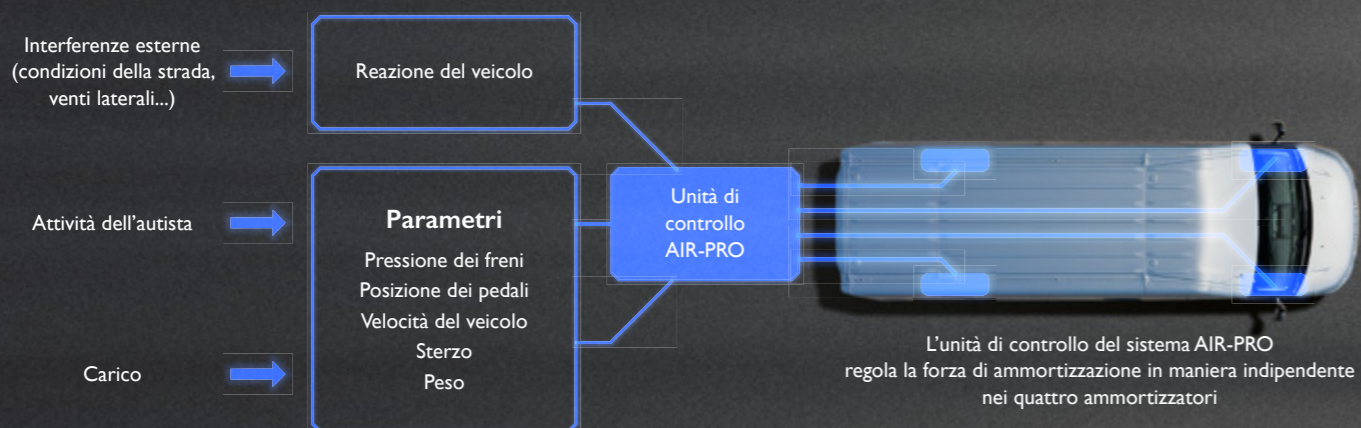 Interferenze esterne
(condizioni della strada,
venti laterali...)
Reazione del veicolo
Attività dell'autista
Parametri
Pressione dei freni
Posizione dei pedali
Velocità del veicolo
Sterzo
Peso
Carico
Unità di
controllo
AIR-PRO
L'unità di controllo del sistema AIR-PRO
regola la forza di ammortizzazione in maniera indipendente
nei quattro ammortizzatori